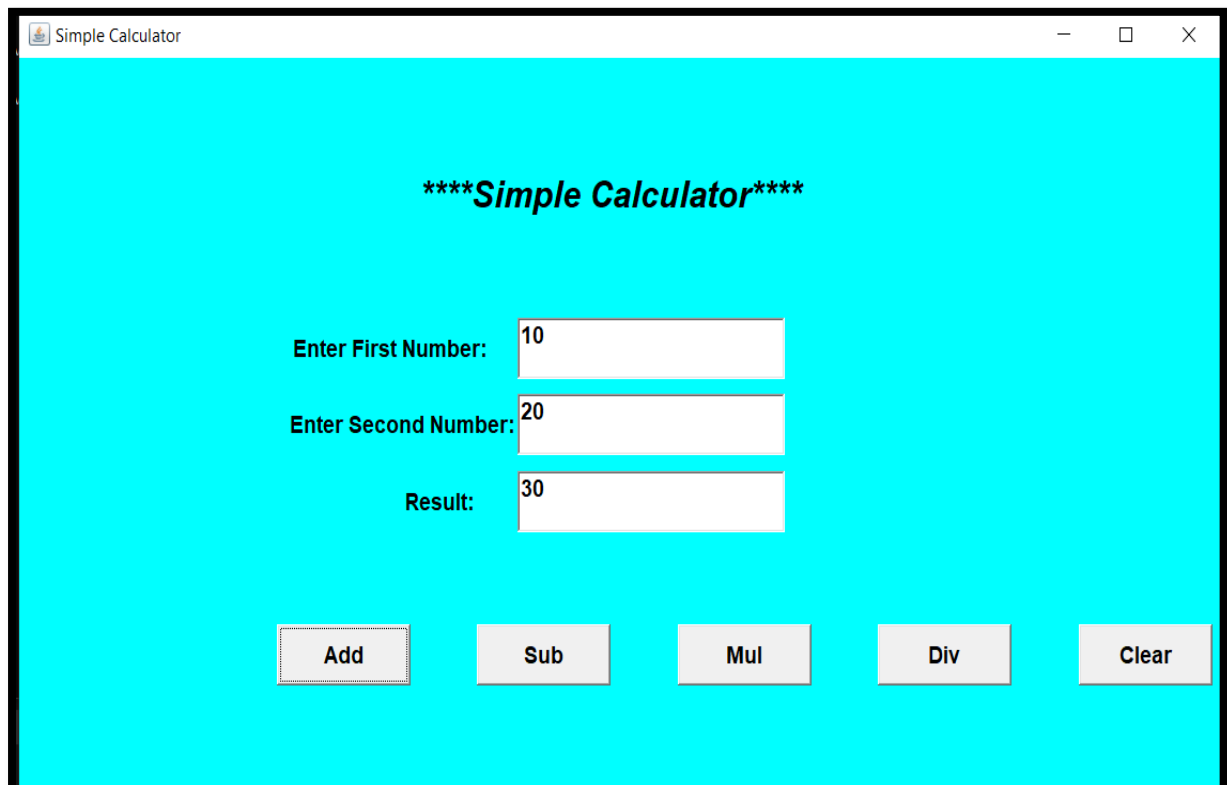 Simple Calculator
****Simple Calculator****
Enter First Number: 10
Enter Second Number: 20
Result: 30
Add Sub Mul Div Clear